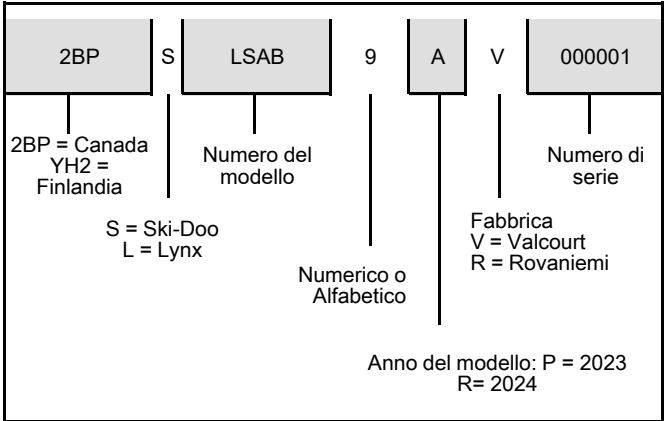 2BP S LSAB 9 A V 000001
2BP = Canada
YH2 =
Finlandia
Numero del
modello
Numero di
serie
S = Ski-Doo
L = Lynx
Fabbrica
V = Valcourt
R = Rovaniemi
Numerico o
Alfabetico
Anno del modello: P = 2023
R= 2024